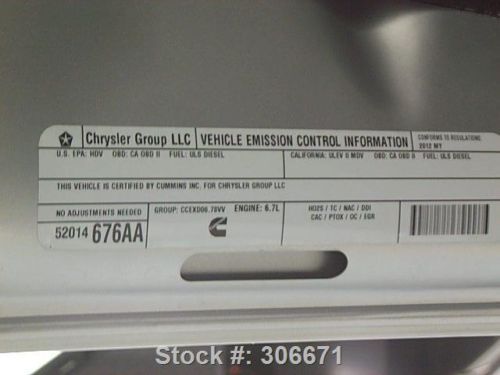 Chrysler Group LLC VEHICLE EMISSION CONTROL INFORMATION CONFORMS TO REGULATIONS:
2012 MY
U.S. EPA: HDV OBD: CA OBD II FUEL: ULS DIESEL CALIFORNIA: ULEV II MDV OBD: CA OBD II FUEL: ULS DIESEL
THIS VEHICLE IS CERTIFIED BY CUMMINS INC. FOR CHRYSLER GROUP LLC
NO ADJUSTMENTS NEEDED GROUP: CCEXD06.78VV ENGINE: 6.7L HO2S / TC / NAC / DDI
52014 676AA CAC / PTOX / OC / EGR
Stock #: 306671